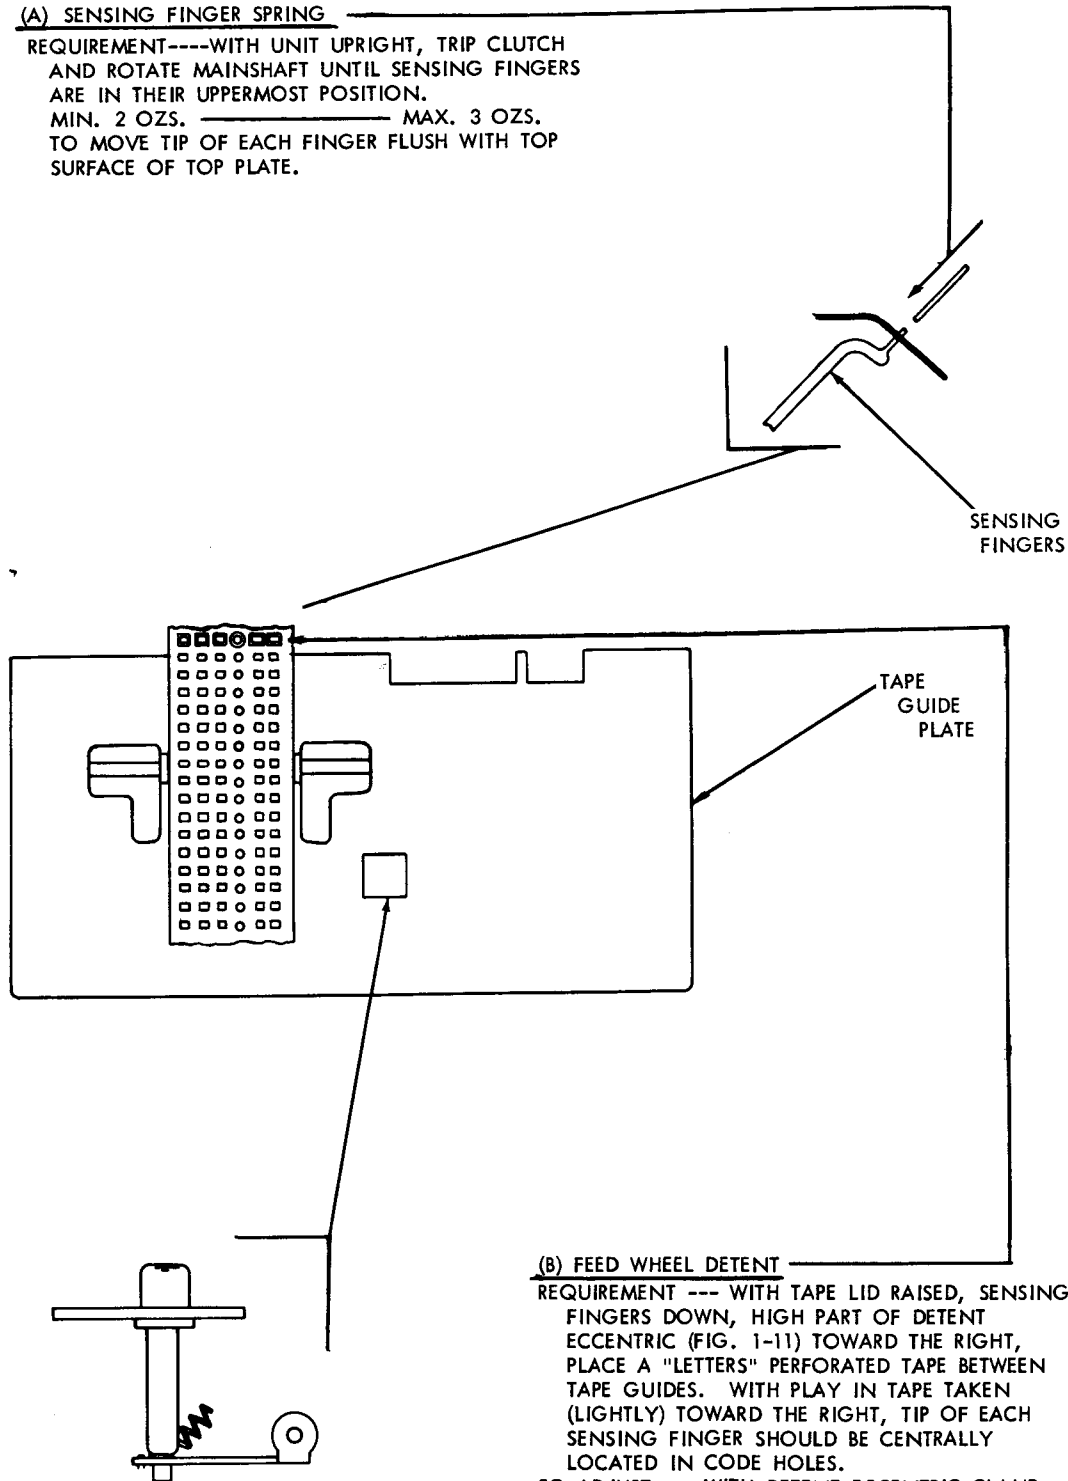 (A) SENSING FINGER SPRING
REQUIREMENT----WITH UNIT UPRIGHT, TRIP CLUTCH
AND ROTATE MAINSHAFT UNTIL SENSING FINGERS
ARE IN THEIR UPPERMOST POSITION.
MIN. 2 OZS. ———— MAX. 3 OZS.
TO MOVE TIP OF EACH FINGER FLUSH WITH TOP
SURFACE OF TOP PLATE.
SENSING
FINGERS
TAPE
GUIDE
PLATE
(B) FEED WHEEL DETENT
REQUIREMENT --- WITH TAPE LID RAISED, SENSING
FINGERS DOWN, HIGH PART OF DETENT
ECCENTRIC (FIG. 1-11) TOWARD THE RIGHT,
PLACE A "LETTERS" PERFORATED TAPE BETWEEN
TAPE GUIDES. WITH PLAY IN TAPE TAKEN
(LIGHTLY) TOWARD THE RIGHT, TIP OF EACH
SENSING FINGER SHOULD BE CENTRALLY
LOCATED IN CODE HOLES.